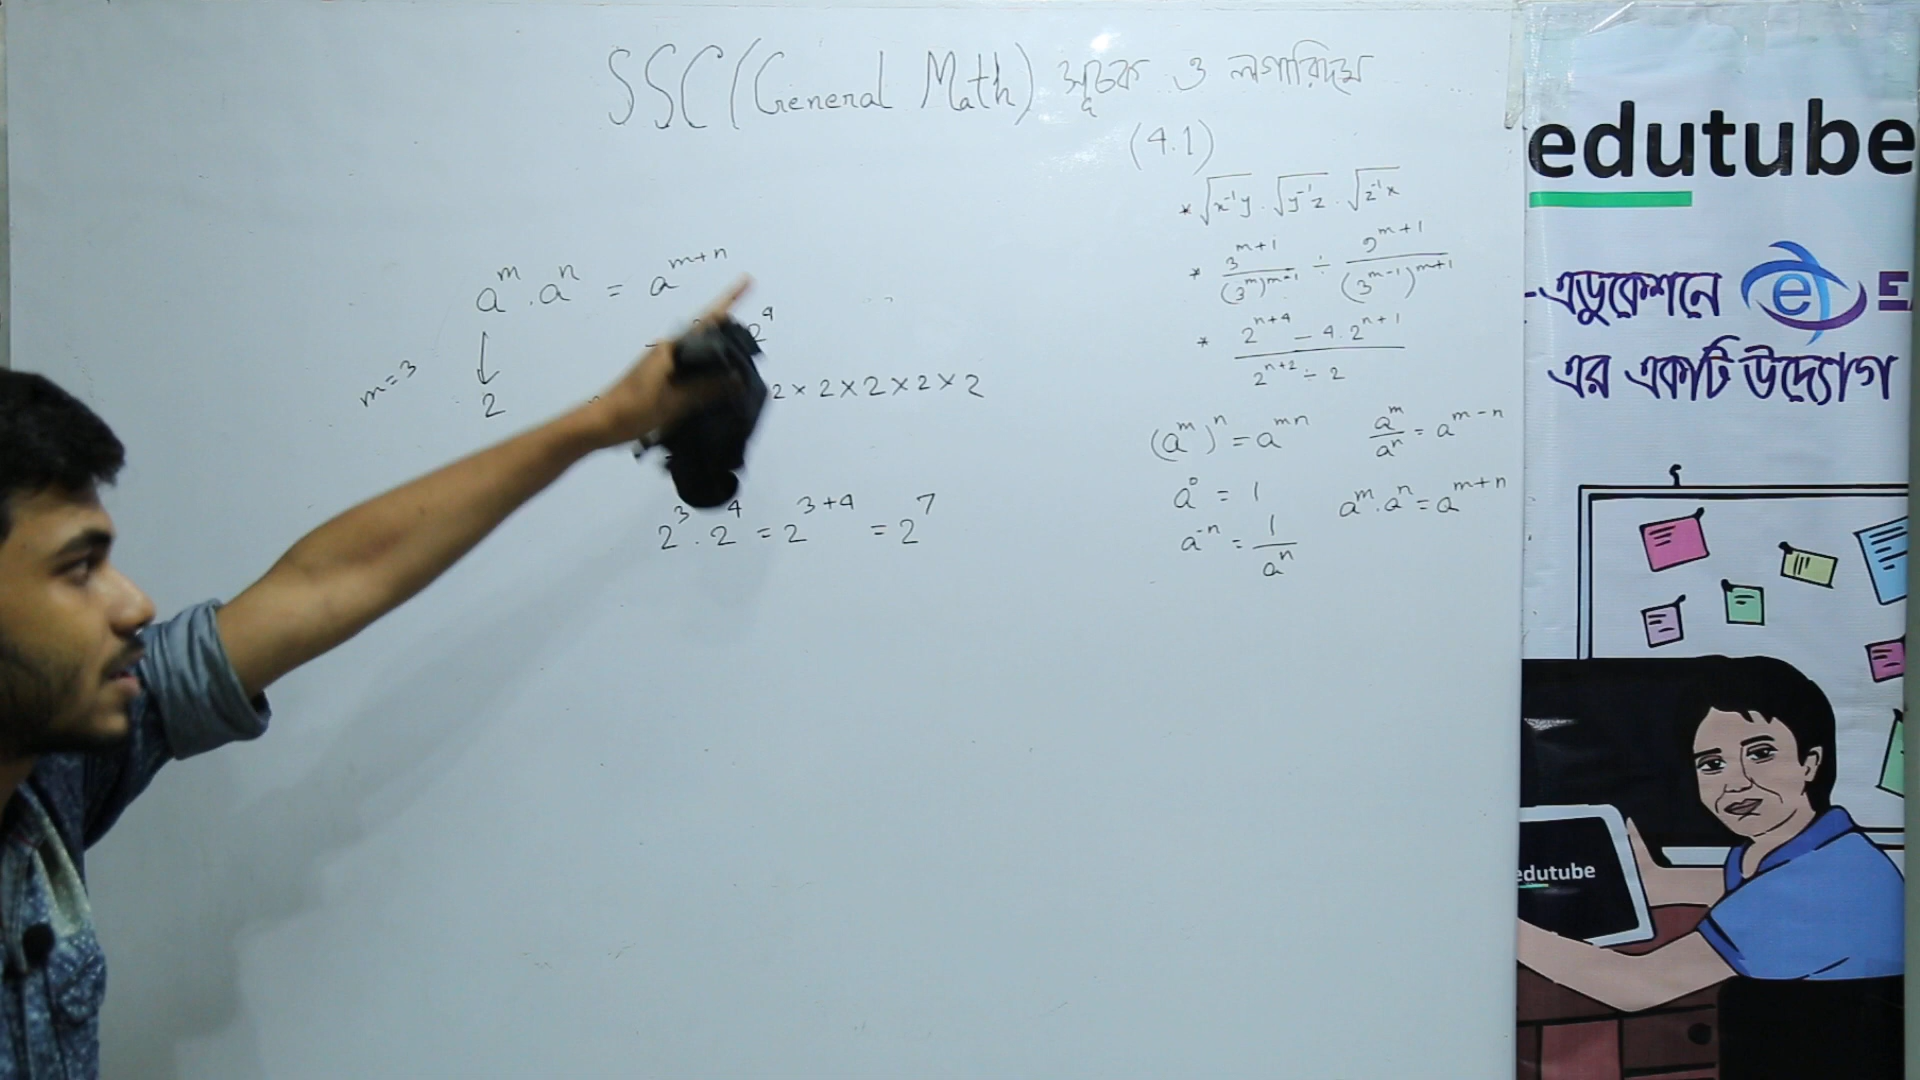 SSC (General Math) সূচক ও লগারিদম
(4.1)
* √x⁻¹y . √y⁻¹z . √z⁻¹x
* 3^(m+1)/(3^m)^(m-1) ÷ 9^(m+1)/(3^(m-1))^(m+1)
* (2^(n+4) - 4.2^(n+1))/(2^(n+2) ÷ 2)
(a^m)^n = a^(mn)
a^m/a^n = a^(m-n)
a⁰ = 1
a^m . a^n = a^(m+n)
a^(-n) = 1/a^n
a^m . a^n = a^(m+n)
m=3
↓
2
2⁴
2 × 2 × 2 × 2 × 2
2³ . 2⁴ = 2^(3+4) = 2⁷
edutube
-এডুকেশনে e
এর একটি উদ্যোগ
edutube